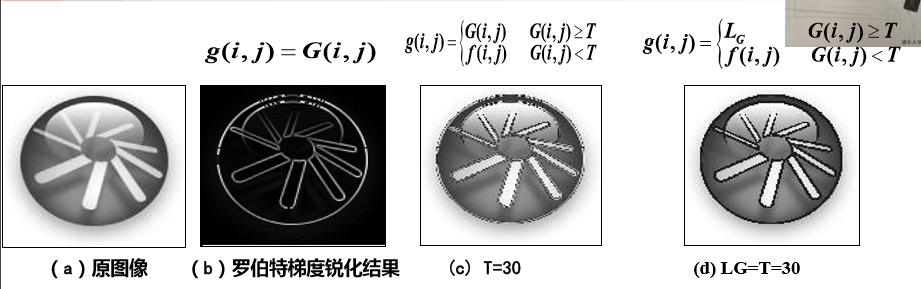 g(i,j)=G(i,j)
g(i,j)={G(i,j) G(i,j)≥T
f(i,j) G(i,j)<T
g(i,j)={L_G G(i,j)≥T
f(i,j) G(i,j)<T
(a)原图像
(b)罗伯特梯度锐化结果
(c) T=30
(d) LG=T=30